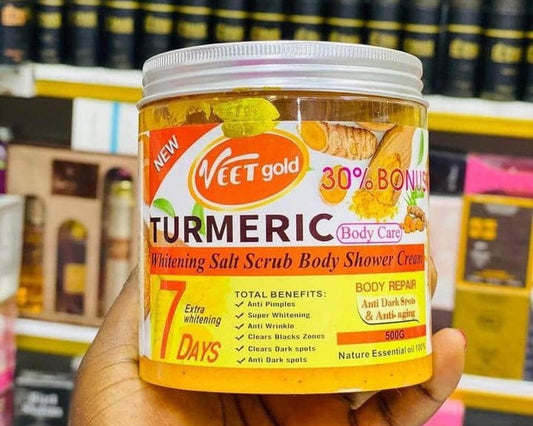 NEW
VEET gold
30% BONUS
TURMERIC
Body Care
Whitening Salt Scrub Body Shower Cream
7
Extra
whitening
DAYS
TOTAL BENEFITS:
✓ Anti Pimples
✓ Super Whitening
✓ Anti Wrinkle
✓ Clears Blacks Zones
✓ Clears Dark spots
✓ Anti Dark spots
BODY REPAIR
Anti Dark Spots
& Anti- aging
500G
Nature Essential oil 100%